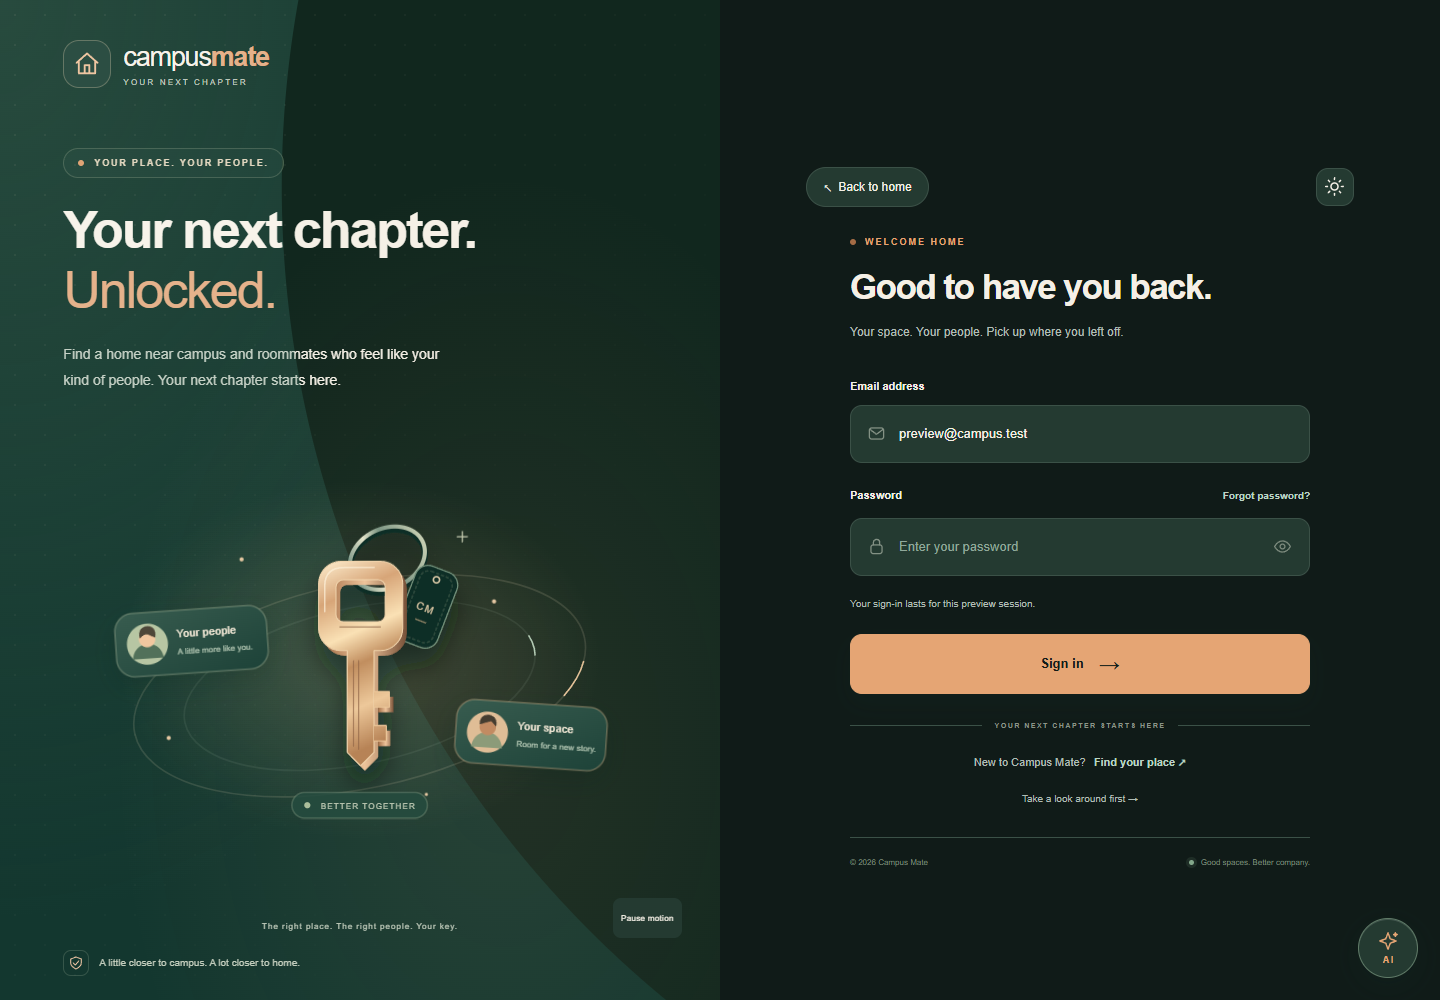 campusmate
YOUR NEXT CHAPTER
YOUR PLACE. YOUR PEOPLE.
Your next chapter.
Unlocked.
Find a home near campus and roommates who feel like your
kind of people. Your next chapter starts here.
CM
Your people
A little more like you.
Your space
Room for a new story.
BETTER TOGETHER
The right place. The right people. Your key.
Pause motion
A little closer to campus. A lot closer to home.
↖ Back to home
WELCOME HOME
Good to have you back.
Your space. Your people. Pick up where you left off.
Email address
preview@campus.test
Password Forgot password?
Enter your password
Your sign-in lasts for this preview session.
Sign in →
YOUR NEXT CHAPTER STARTS HERE
New to Campus Mate? Find your place ↗
Take a look around first →
© 2026 Campus Mate Good spaces. Better company.
AI